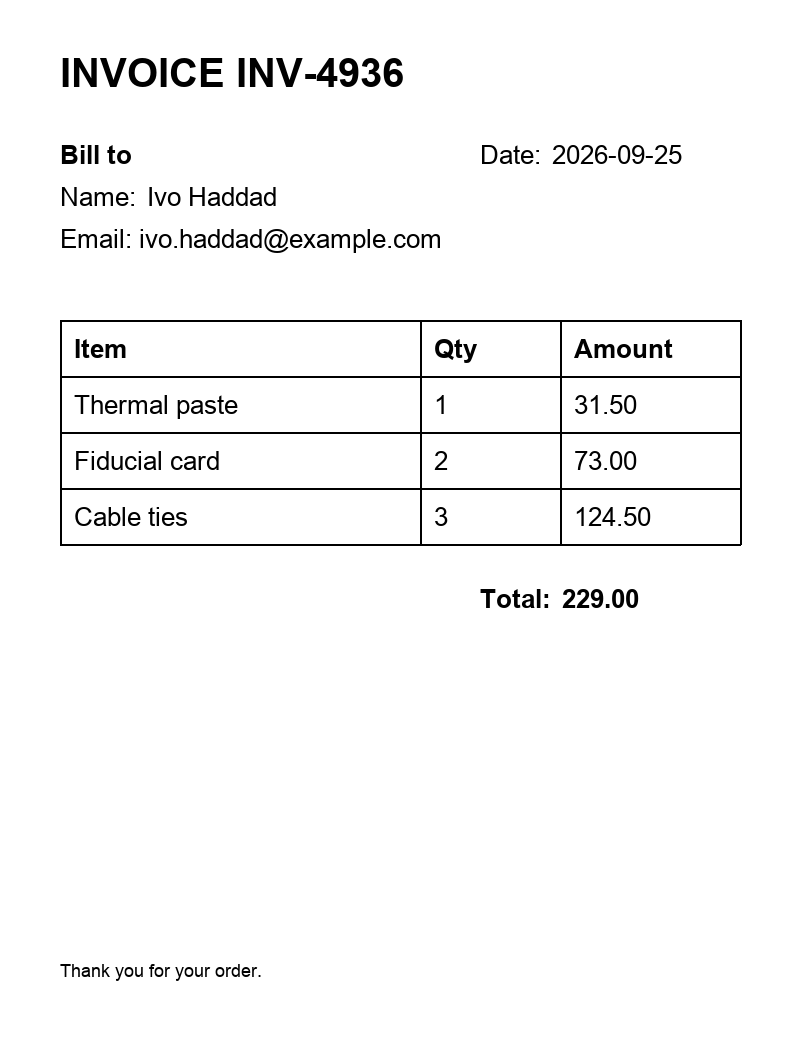 INVOICE INV-4936
Bill to Date: 2026-09-25
Name: Ivo Haddad
Email: ivo.haddad@example.com
Item Qty Amount
Thermal paste 1 31.50
Fiducial card 2 73.00
Cable ties 3 124.50
Total: 229.00
Thank you for your order.